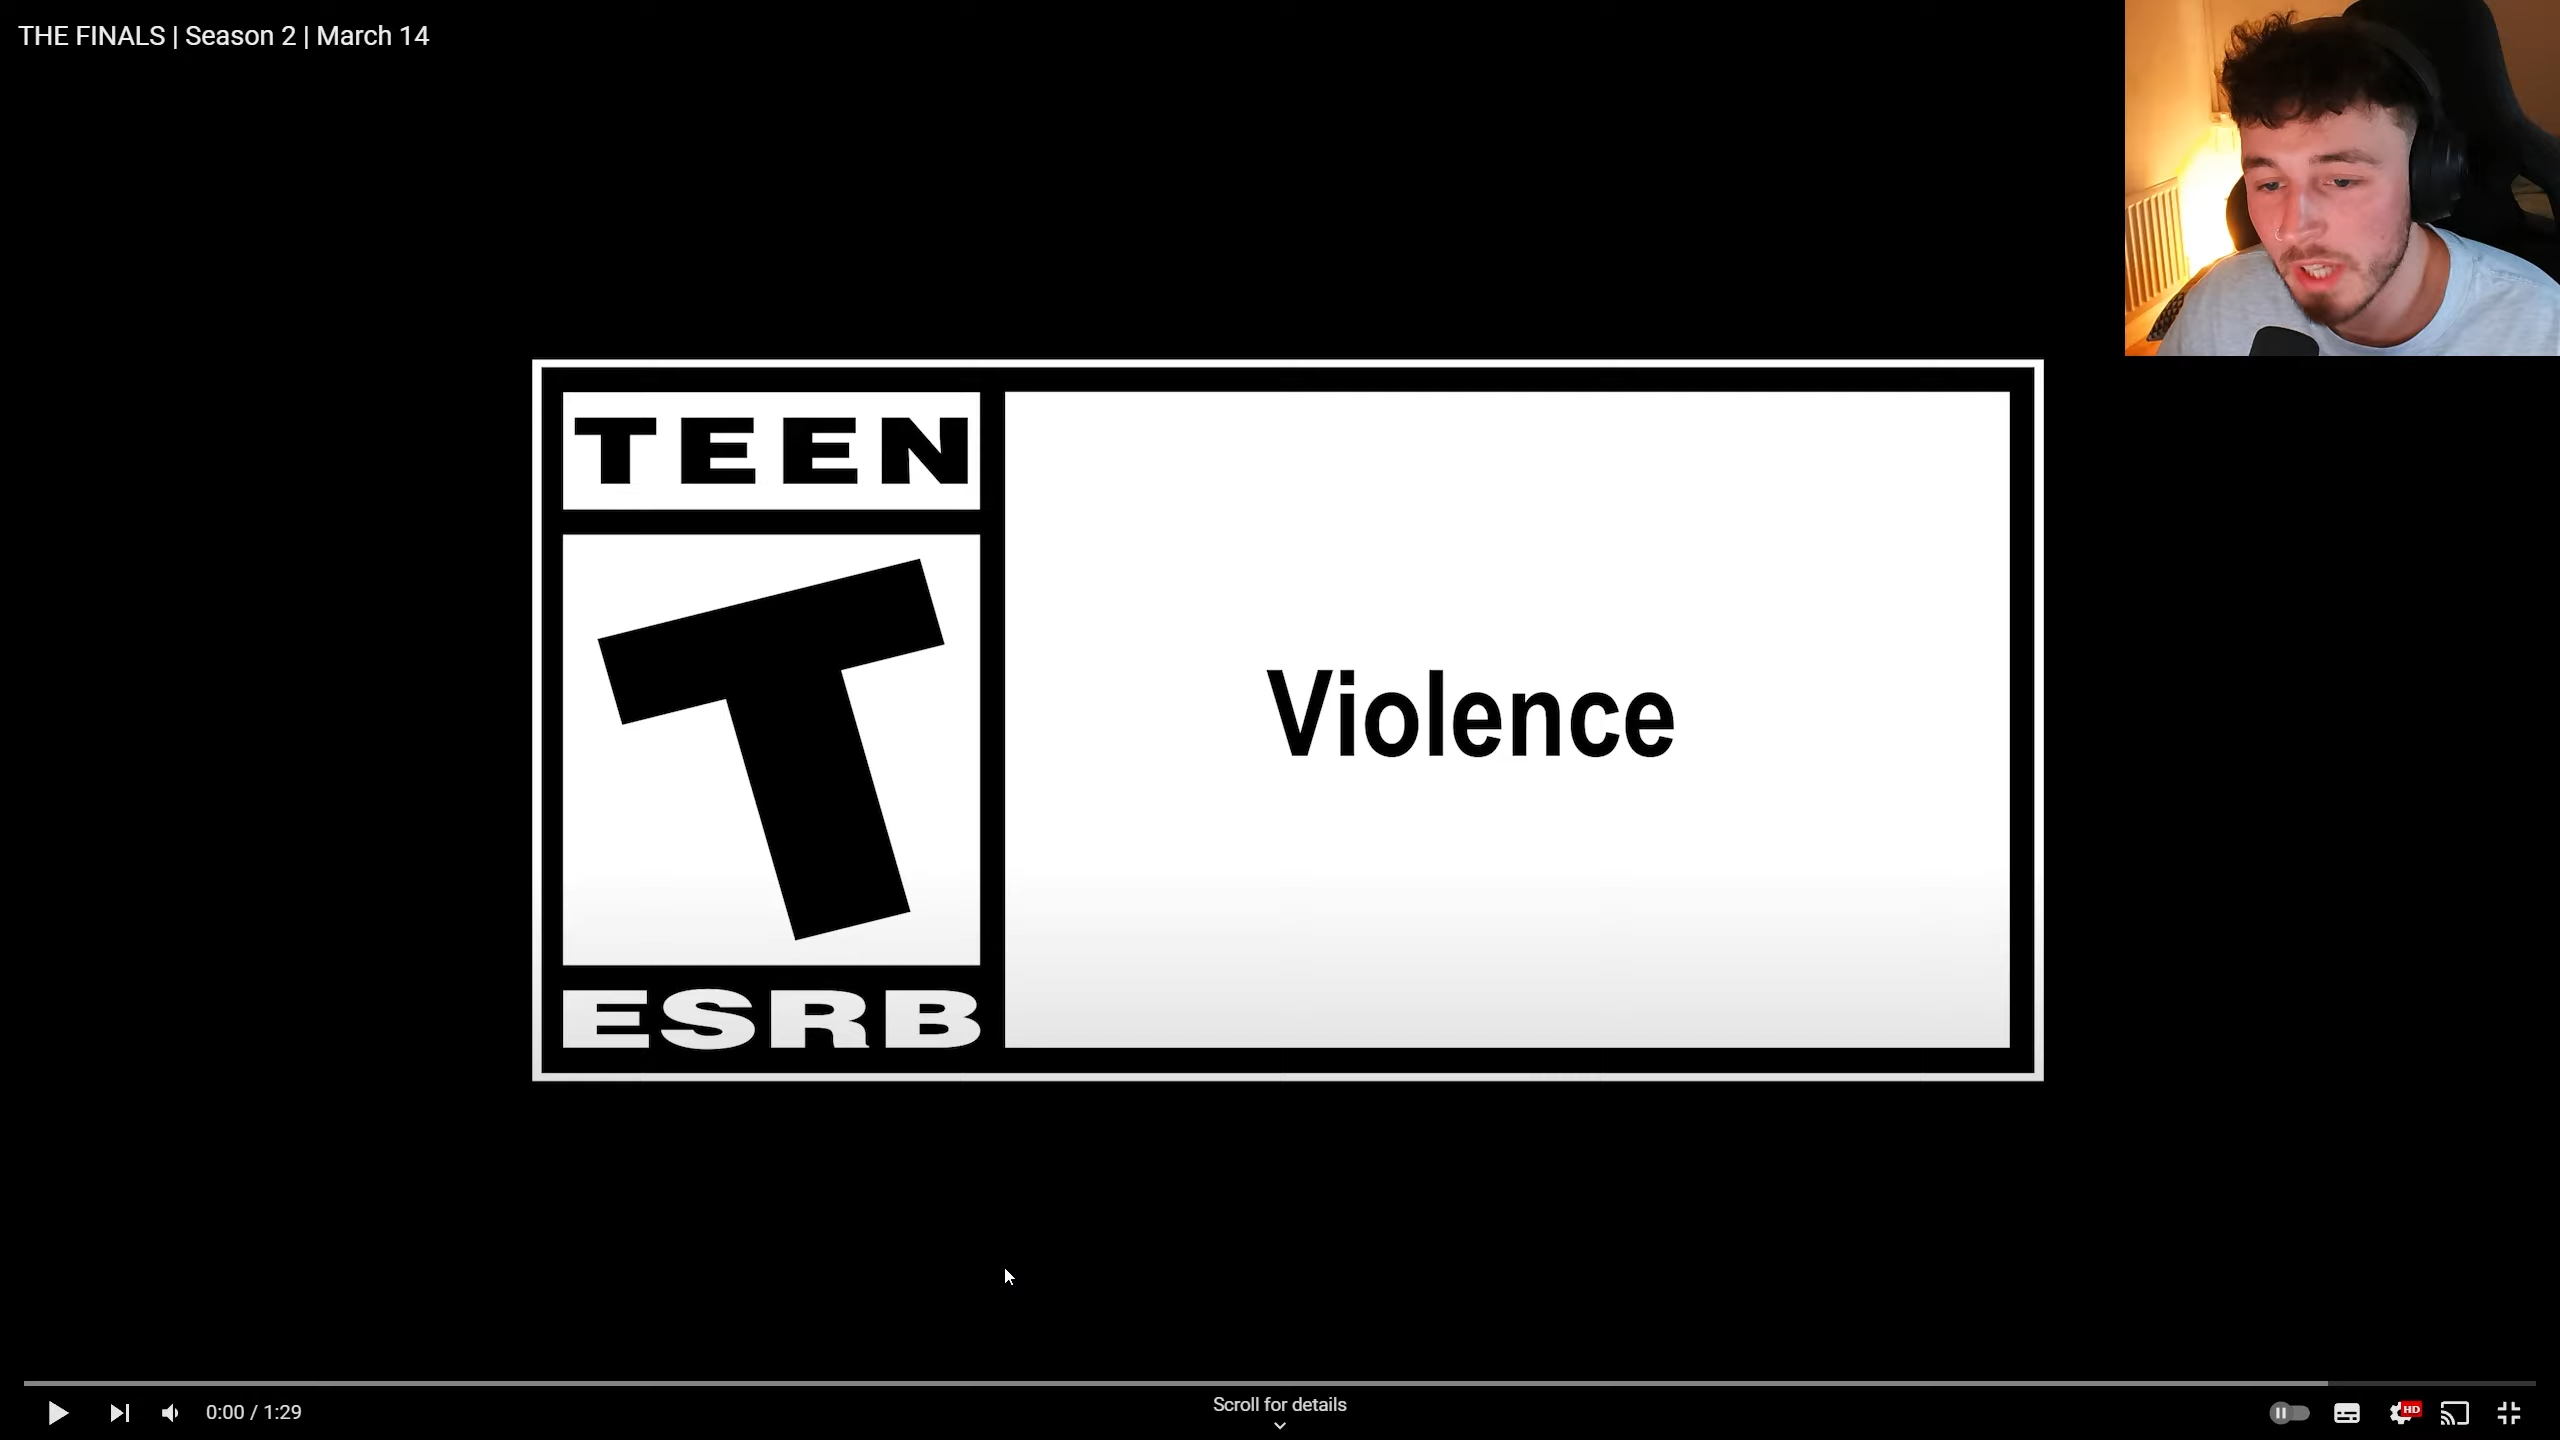 THE FINALS | Season 2 | March 14
TEEN
T
ESRB
Violence
0:00 / 1:29
Scroll for details
HD